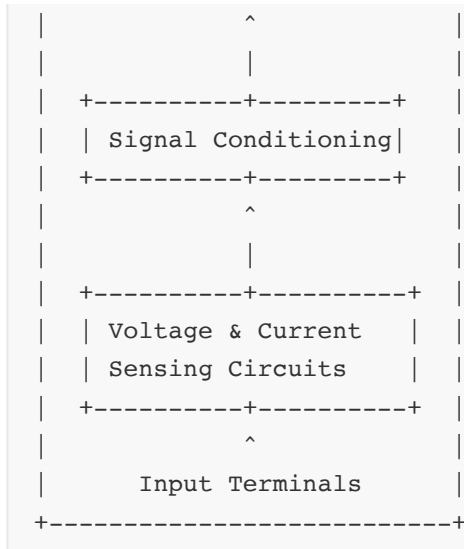 |             ^             |
|             |             |
|  +----------+---------+   |
|  | Signal Conditioning|   |
|  +----------+---------+   |
|             ^             |
|             |             |
|  +----------+----------+  |
|  | Voltage & Current   |  |
|  | Sensing Circuits    |  |
|  +----------+----------+  |
|             ^             |
|      Input Terminals      |
+---------------------------+